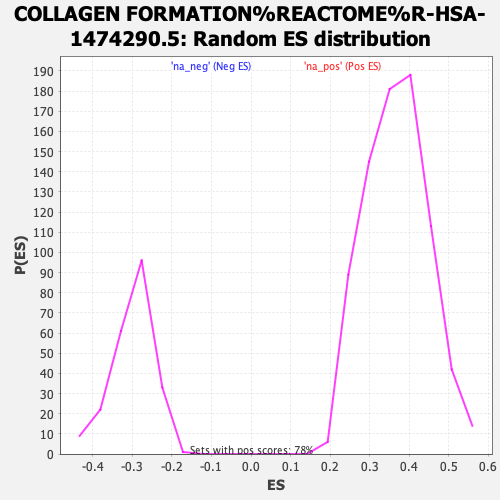 COLLAGEN FORMATION%REACTOME%R-HSA-
1474290.5: Random ES distribution
'na_neg' (Neg ES) 'na_pos' (Pos ES)
190
180
170
160
150
140
130
120
110
100
90
80
70
60
50
40
30
20
10
0
P(ES)
Sets with pos scores: 78%
-0.4 -0.3 -0.2 -0.1 0.0 0.1 0.2 0.3 0.4 0.5 0.6
ES